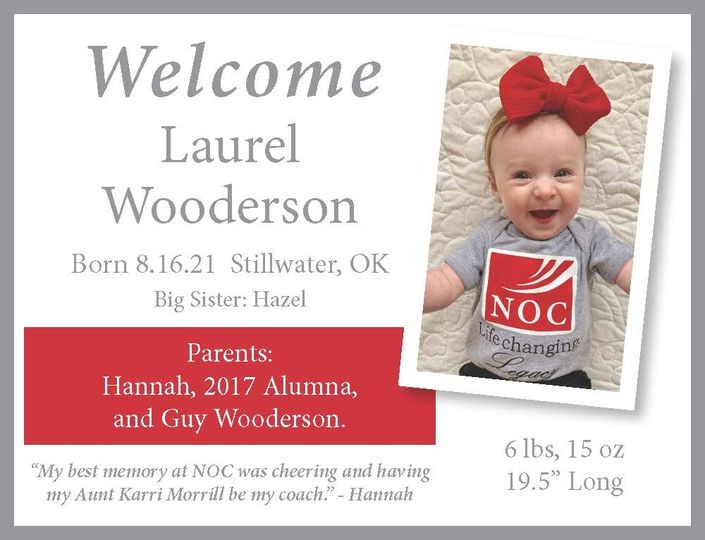 Welcome
Laurel
Wooderson
Born 8.16.21 Stillwater, OK
Big Sister: Hazel
Parents:
Hannah, 2017 Alumna,
and Guy Wooderson.
“My best memory at NOC was cheering and having
my Aunt Karri Morrill be my coach.” - Hannah
NOC
Life changing
Legacy
6 lbs, 15 oz
19.5” Long